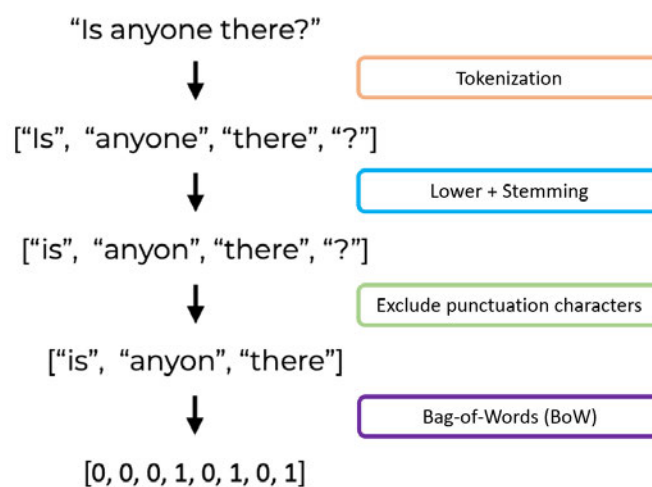 “Is anyone there?”
Tokenization
[“Is”, “anyone”, “there”, “?”]
Lower + Stemming
[“is”, “anyon”, “there”, “?”]
Exclude punctuation characters
[“is”, “anyon”, “there”]
Bag-of-Words (BoW)
[0, 0, 0, 1, 0, 1, 0, 1]